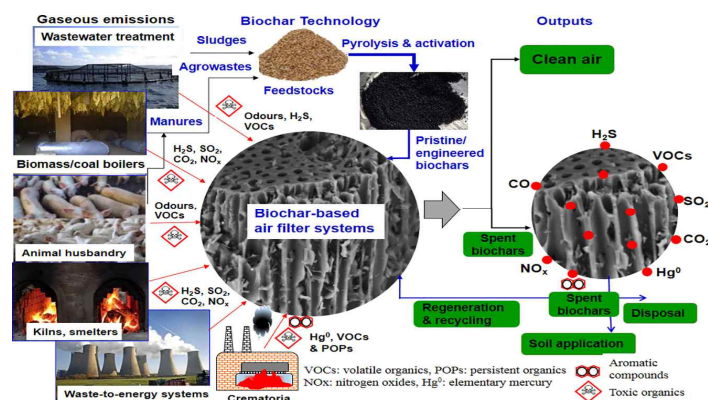 Gaseous emissions
Biochar Technology
Outputs
Wastewater treatment
Sludges
Agrowastes
Feedstocks
Pyrolysis & activation
Clean air
Manures
Odours, H₂S,
VOCs
Pristine/
engineered
biochars
Biomass/coal boilers
H₂S, SO₂,
CO₂, NOₓ
Odours,
VOCs
Animal husbandry
Biochar-based
air filter systems
H₂S
VOCs
CO
SO₂
CO₂
Hg⁰
NOₓ
Spent
biochars
H₂S, SO₂,
CO₂, NOₓ
Kilns, smelters
Regeneration
& recycling
Spent
biochars
Disposal
Soil application
Hg⁰, VOCs
& POPs
Waste-to-energy systems
Crematoria
VOCs: volatile organics, POPs: persistent organics
NOx: nitrogen oxides, Hg⁰: elementary mercury
Aromatic
compounds
Toxic organics